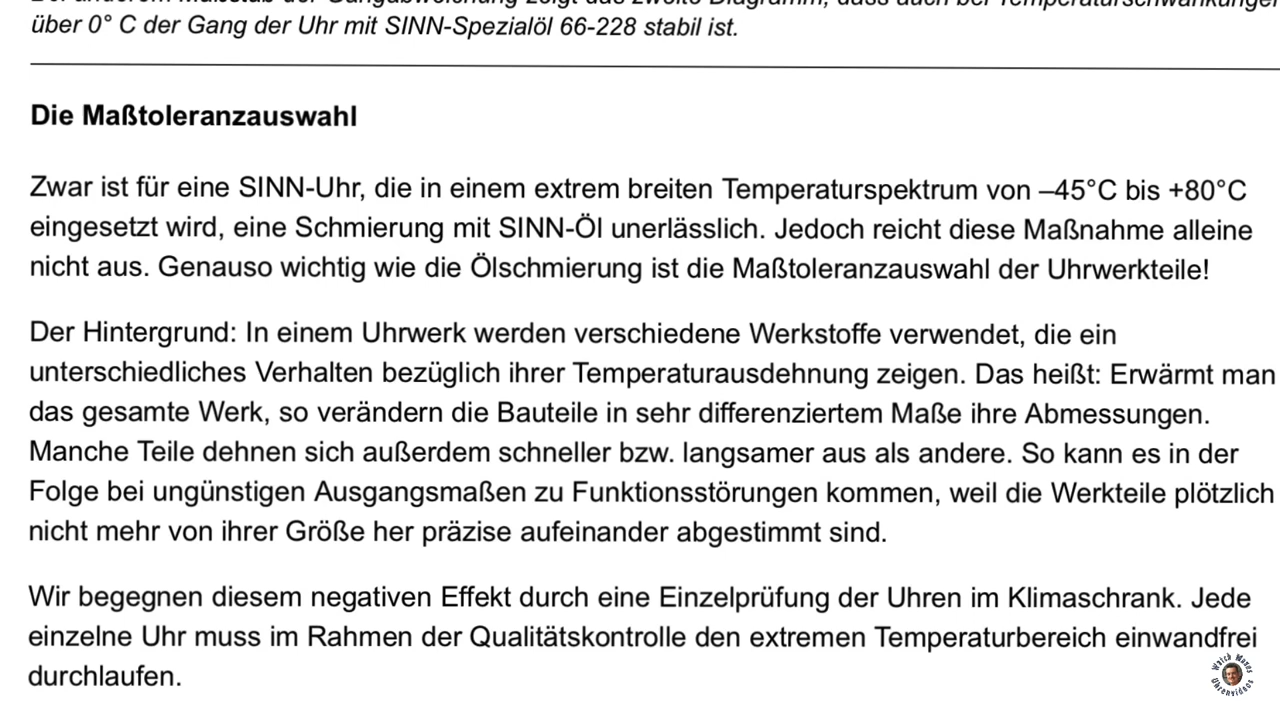 über 0° C der Gang der Uhr mit SINN-Spezialöl 66-228 stabil ist.
Die Maßtoleranzauswahl
Zwar ist für eine SINN-Uhr, die in einem extrem breiten Temperaturspektrum von –45°C bis +80°C
eingesetzt wird, eine Schmierung mit SINN-Öl unerlässlich. Jedoch reicht diese Maßnahme alleine
nicht aus. Genauso wichtig wie die Ölschmierung ist die Maßtoleranzauswahl der Uhrwerkteile!
Der Hintergrund: In einem Uhrwerk werden verschiedene Werkstoffe verwendet, die ein
unterschiedliches Verhalten bezüglich ihrer Temperaturausdehnung zeigen. Das heißt: Erwärmt man
das gesamte Werk, so verändern die Bauteile in sehr differenziertem Maße ihre Abmessungen.
Manche Teile dehnen sich außerdem schneller bzw. langsamer aus als andere. So kann es in der
Folge bei ungünstigen Ausgangsmaßen zu Funktionsstörungen kommen, weil die Werkteile plötzlich
nicht mehr von ihrer Größe her präzise aufeinander abgestimmt sind.
Wir begegnen diesem negativen Effekt durch eine Einzelprüfung der Uhren im Klimaschrank. Jede
einzelne Uhr muss im Rahmen der Qualitätskontrolle den extremen Temperaturbereich einwandfrei
durchlaufen.
Watch Moses
Uhrenvideos